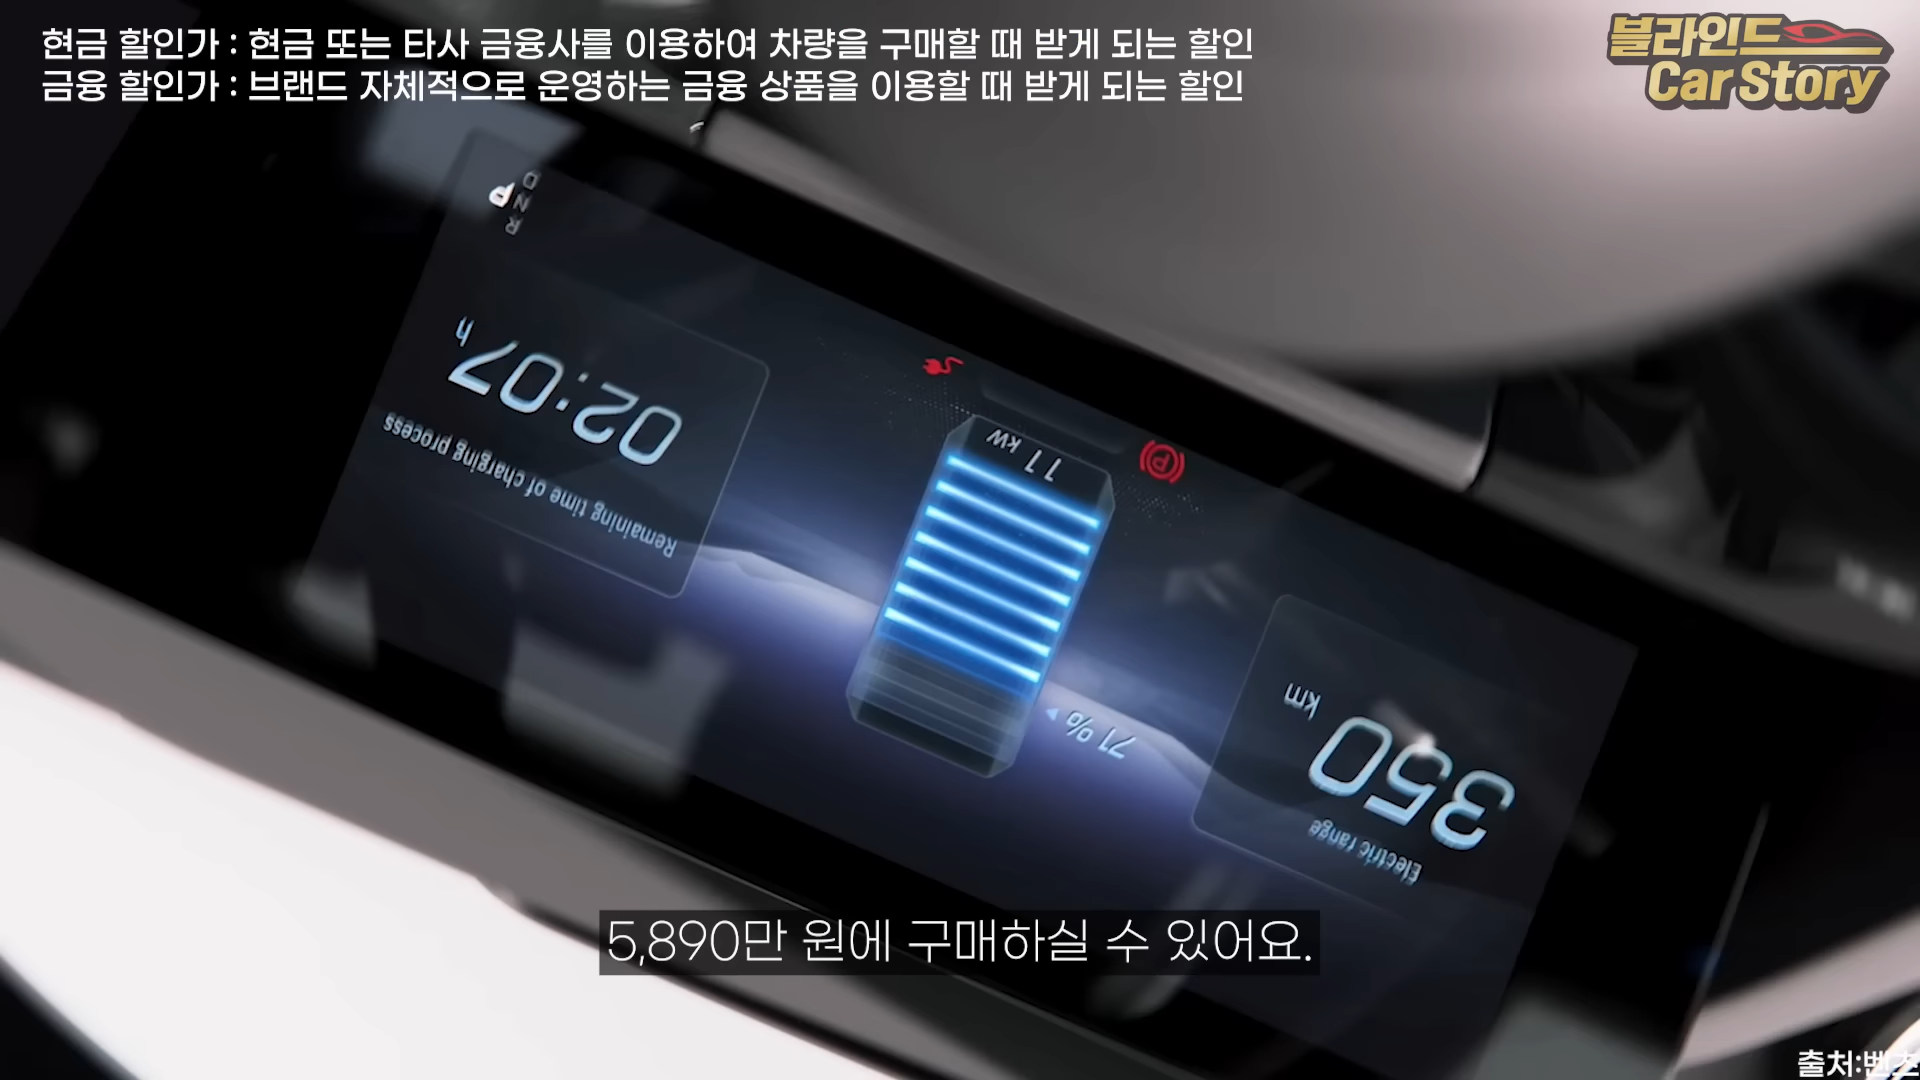 현금 할인가 : 현금 또는 타사 금융사를 이용하여 차량을 구매할 때 받게 되는 할인
금융 할인가 : 브랜드 자체적으로 운영하는 금융 상품을 이용할 때 받게 되는 할인
블라인드
Car Story
R
N
P
D
02:07 h
Remaining time of charging process
11 kW
71 %
350 km
Electric range
5,890만 원에 구매하실 수 있어요.
출처:벤츠